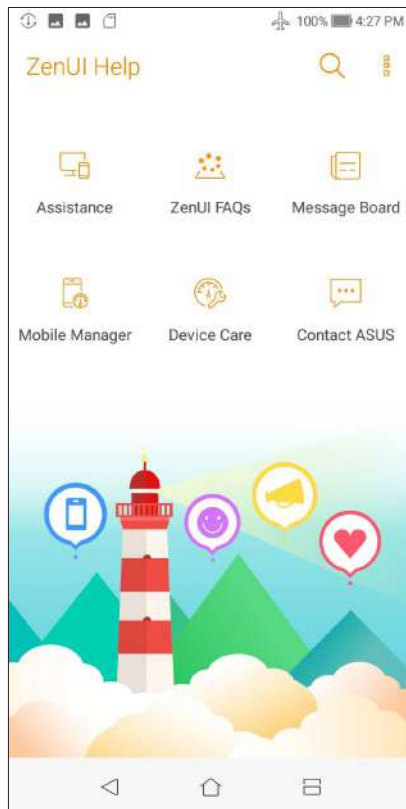 100% 4:27 PM
ZenUI Help
Assistance ZenUI FAQs Message Board
Mobile Manager Device Care Contact ASUS